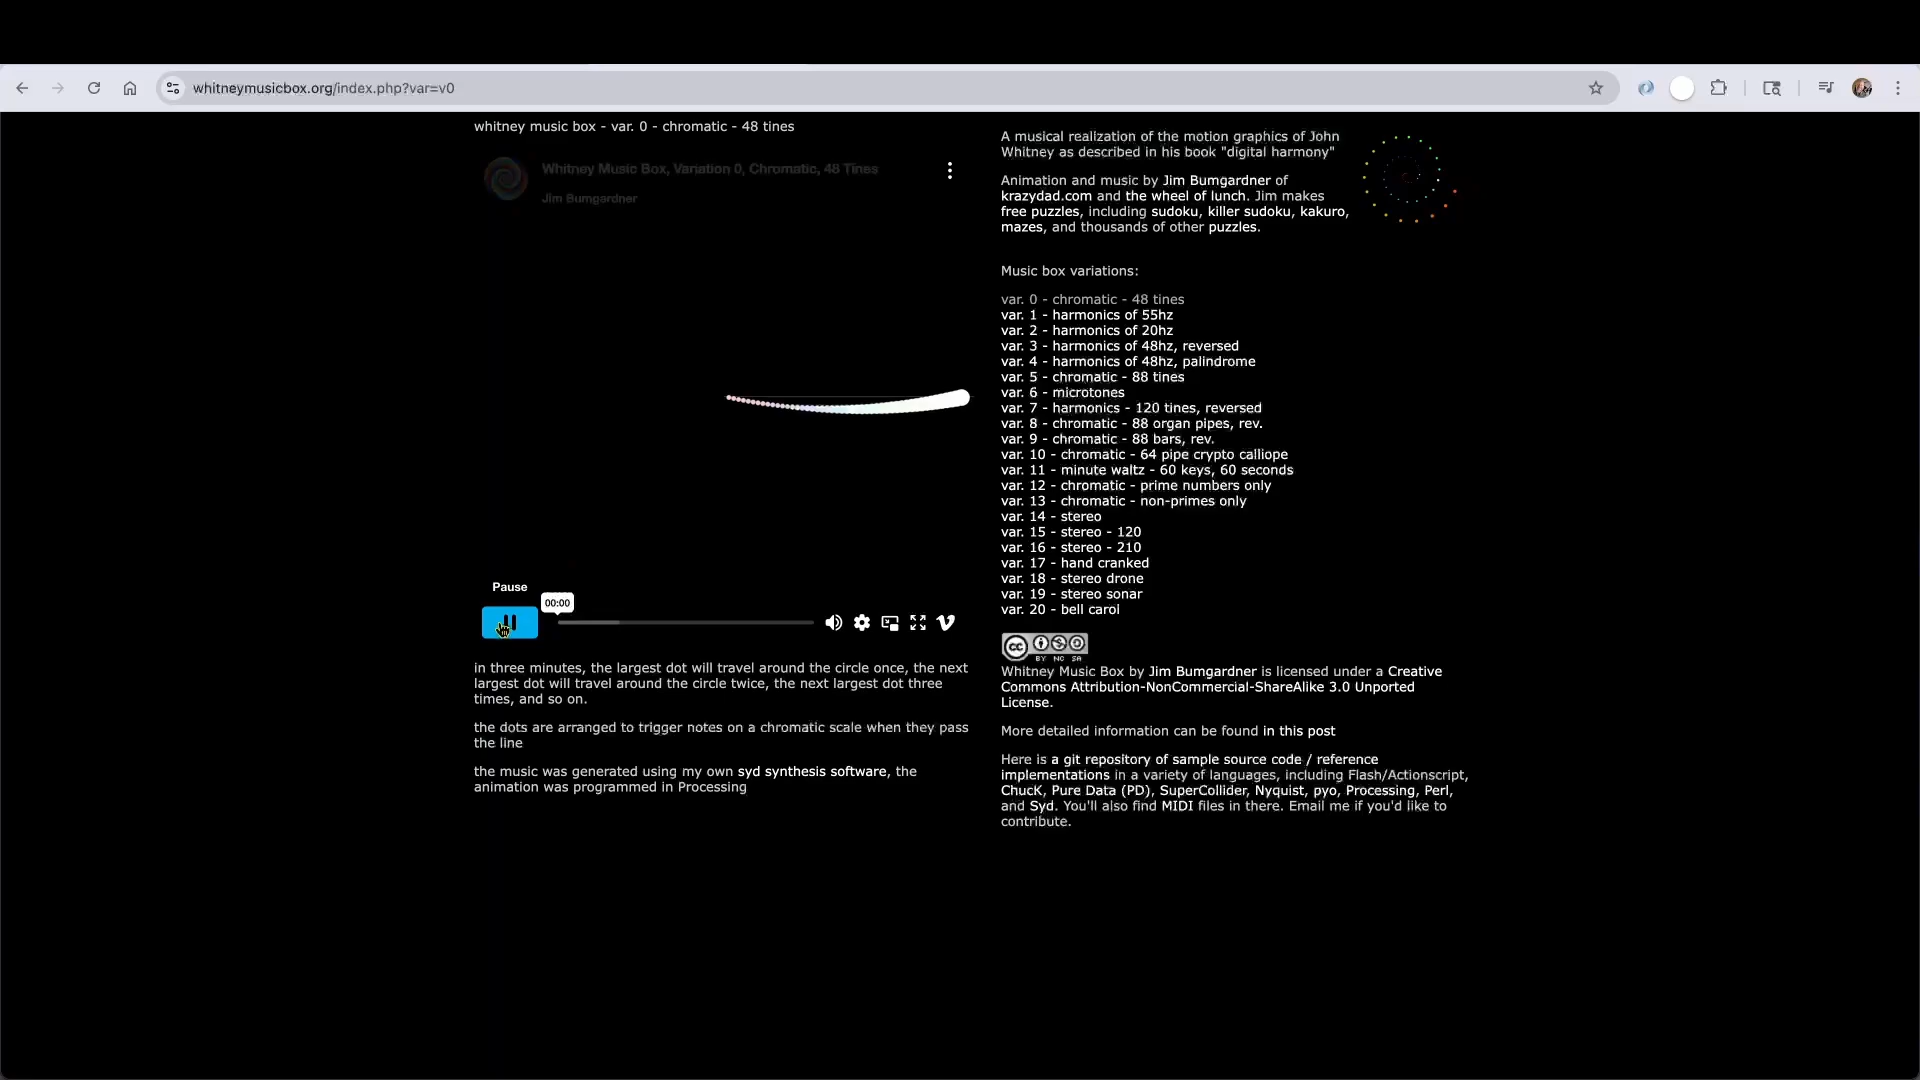 whitneymusicbox.org/index.php?var=v0
whitney music box - var. 0 - chromatic - 48 tines
Whitney Music Box, Variation 0, Chromatic, 48 Tines
Jim Bumgardner
Pause
00:00
in three minutes, the largest dot will travel around the circle once, the next
largest dot will travel around the circle twice, the next largest dot three
times, and so on.
the dots are arranged to trigger notes on a chromatic scale when they pass
the line
the music was generated using my own syd synthesis software, the
animation was programmed in Processing
A musical realization of the motion graphics of John
Whitney as described in his book "digital harmony"
Animation and music by Jim Bumgardner of
krazydad.com and the wheel of lunch. Jim makes
free puzzles, including sudoku, killer sudoku, kakuro,
mazes, and thousands of other puzzles.
Music box variations:
var. 0 - chromatic - 48 tines
var. 1 - harmonics of 55hz
var. 2 - harmonics of 20hz
var. 3 - harmonics of 48hz, reversed
var. 4 - harmonics of 48hz, palindrome
var. 5 - chromatic - 88 tines
var. 6 - microtones
var. 7 - harmonics - 120 tines, reversed
var. 8 - chromatic - 88 organ pipes, rev.
var. 9 - chromatic - 88 bars, rev.
var. 10 - chromatic - 64 pipe crypto calliope
var. 11 - minute waltz - 60 keys, 60 seconds
var. 12 - chromatic - prime numbers only
var. 13 - chromatic - non-primes only
var. 14 - stereo
var. 15 - stereo - 120
var. 16 - stereo - 210
var. 17 - hand cranked
var. 18 - stereo drone
var. 19 - stereo sonar
var. 20 - bell carol
cc
BY NC SA
Whitney Music Box by Jim Bumgardner is licensed under a Creative
Commons Attribution-NonCommercial-ShareAlike 3.0 Unported
License.
More detailed information can be found in this post
Here is a git repository of sample source code / reference
implementations in a variety of languages, including Flash/Actionscript,
ChucK, Pure Data (PD), SuperCollider, Nyquist, pyo, Processing, Perl,
and Syd. You'll also find MIDI files in there. Email me if you'd like to
contribute.